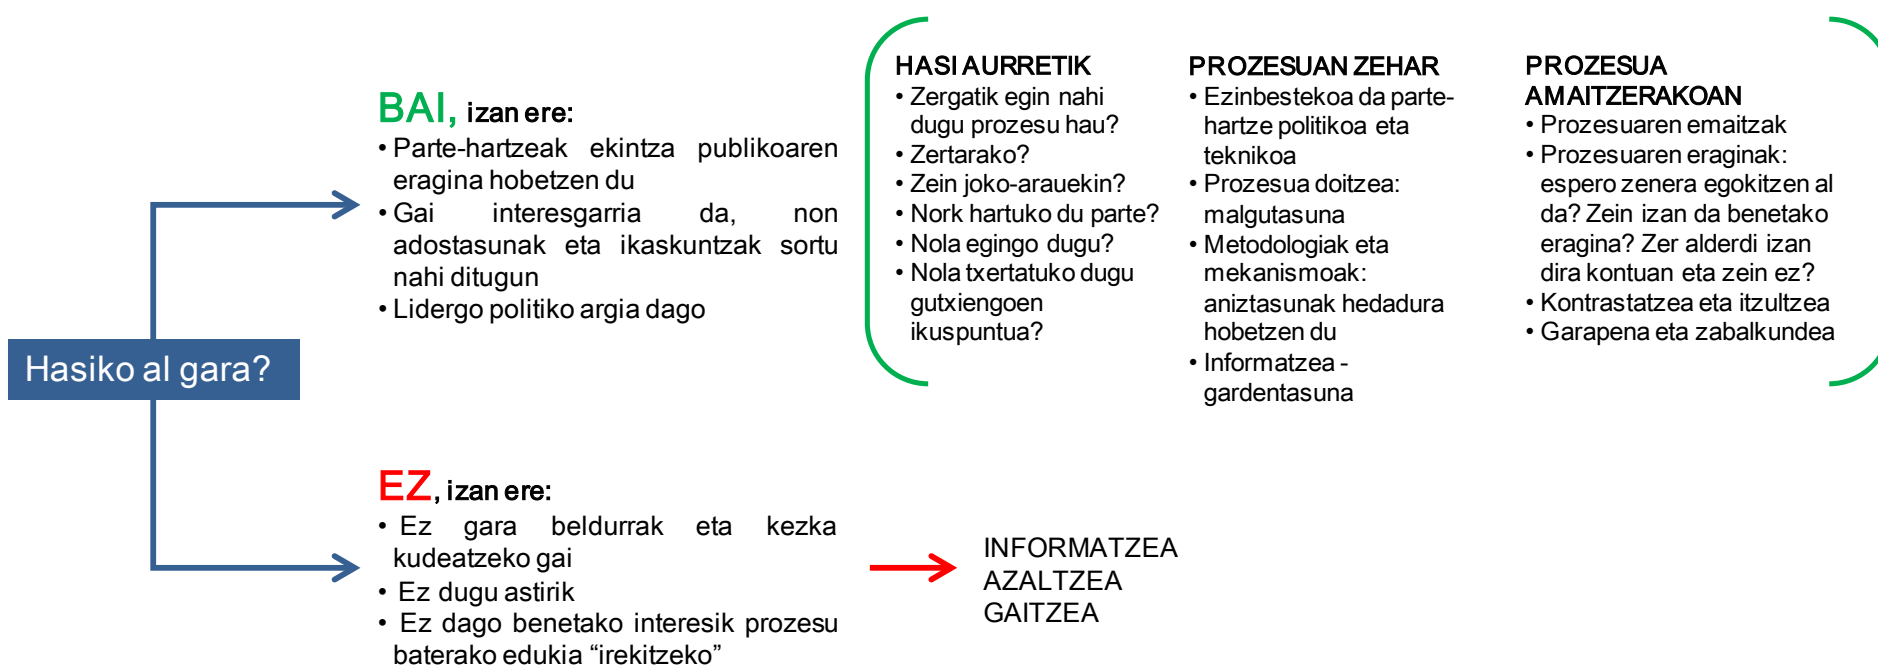 Hasiko al gara?
BAI, izan ere:
• Parte-hartzeak ekintza publikoaren
eragina hobetzen du
• Gai interesgarria da, non
adostasunak eta ikaskuntzak sortu
nahi ditugun
• Lidergo politiko argia dago
HASI AURRETIK
• Zergatik egin nahi
dugu prozesu hau?
• Zertarako?
• Zein joko-arauekin?
• Nork hartuko du parte?
• Nola egingo dugu?
• Nola txertatuko dugu
gutxiengoen
ikuspuntua?
PROZESUAN ZEHAR
• Ezinbestekoa da parte-
hartze politikoa eta
teknikoa
• Prozesua doitzea:
malgutasuna
• Metodologiak eta
mekanismoak:
aniztasunak hedadura
hobetzen du
• Informatzea -
gardentasuna
PROZESUA
AMAITZERAKOAN
• Prozesuaren emaitzak
• Prozesuaren eraginak:
espero zenera egokitzen al
da? Zein izan da benetako
eragina? Zer alderdi izan
dira kontuan eta zein ez?
• Kontrastatzea eta itzultzea
• Garapena eta zabalkundea
EZ, izan ere:
• Ez gara beldurrak eta kezka
kudeatzeko gai
• Ez dugu astirik
• Ez dago benetako interesik prozesu
baterako edukia “irekitzeko”
INFORMATZEA
AZALTZEA
GAITZEA